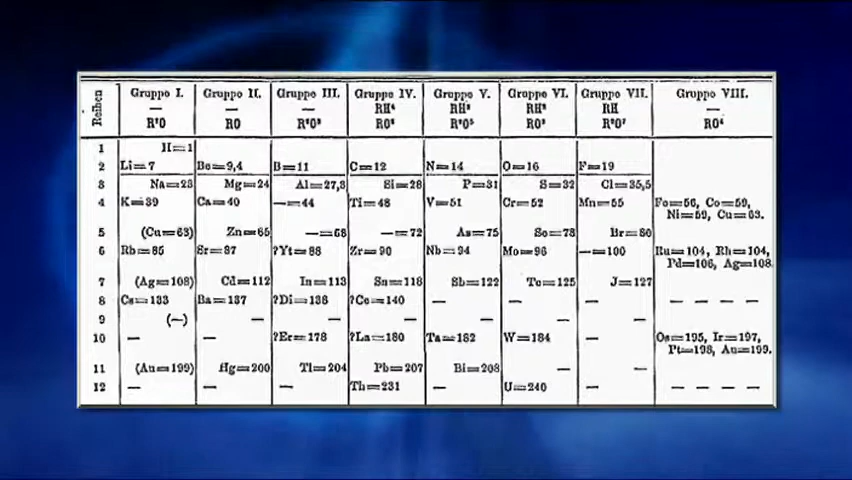 Reihen Gruppo I. — R²O Gruppo II. — RO Gruppo III. — R²O³ Gruppo IV. RH⁴ RO² Gruppo V. RH³ R²O⁵ Gruppo VI. RH² RO³ Gruppo VII. RH R²O⁷ Gruppo VIII. — RO⁴
1 H=1
2 Li=7 Be=9,4 B=11 C=12 N=14 O=16 F=19
3 Na=23 Mg=24 Al=27,3 Si=28 P=31 S=32 Cl=35,5
4 K=39 Ca=40 —=44 Ti=48 V=51 Cr=52 Mn=55 Fe=56, Co=59,
Ni=59, Cu=63.
5 (Cu=63) Zn=65 —=68 —=72 As=75 Se=78 Br=80
6 Rb=85 Sr=87 ?Yt=88 Zr=90 Nb=94 Mo=96 —=100 Ru=104, Rh=104,
Pd=106, Ag=108
7 (Ag=108) Cd=112 In=113 Sn=118 Sb=122 Te=125 J=127
8 Cs=133 Ba=137 ?Di=138 ?Ce=140 — — — — — — —
9 (—) — — — — — —
10 — — ?Er=178 ?La=180 Ta=182 W=184 — Os=195, Ir=197,
Pt=198, Au=199.
11 (Au=199) Hg=200 Tl=204 Pb=207 Bi=208 — —
12 — — — Th=231 — U=240 — — — — —